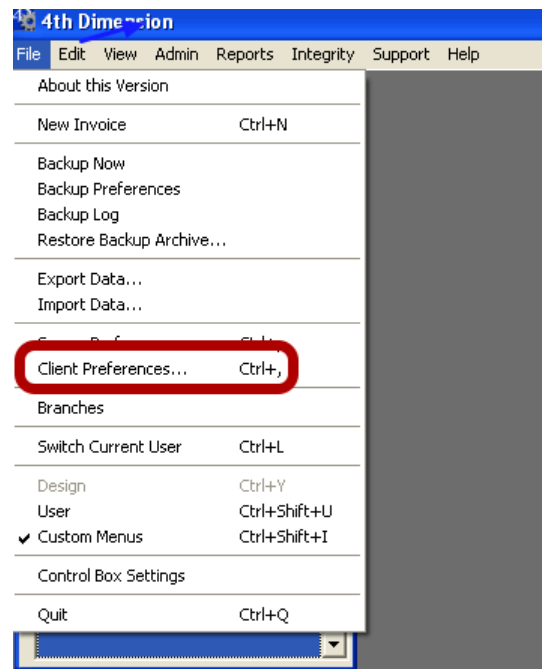 4th Dimension
File Edit View Admin Reports Integrity Support Help
About this Version
New Invoice Ctrl+N
Backup Now
Backup Preferences
Backup Log
Restore Backup Archive...
Export Data...
Import Data...
Client Preferences... Ctrl+,
Branches
Switch Current User Ctrl+L
Design Ctrl+Y
User Ctrl+Shift+U
Custom Menus Ctrl+Shift+I
Control Box Settings
Quit Ctrl+Q